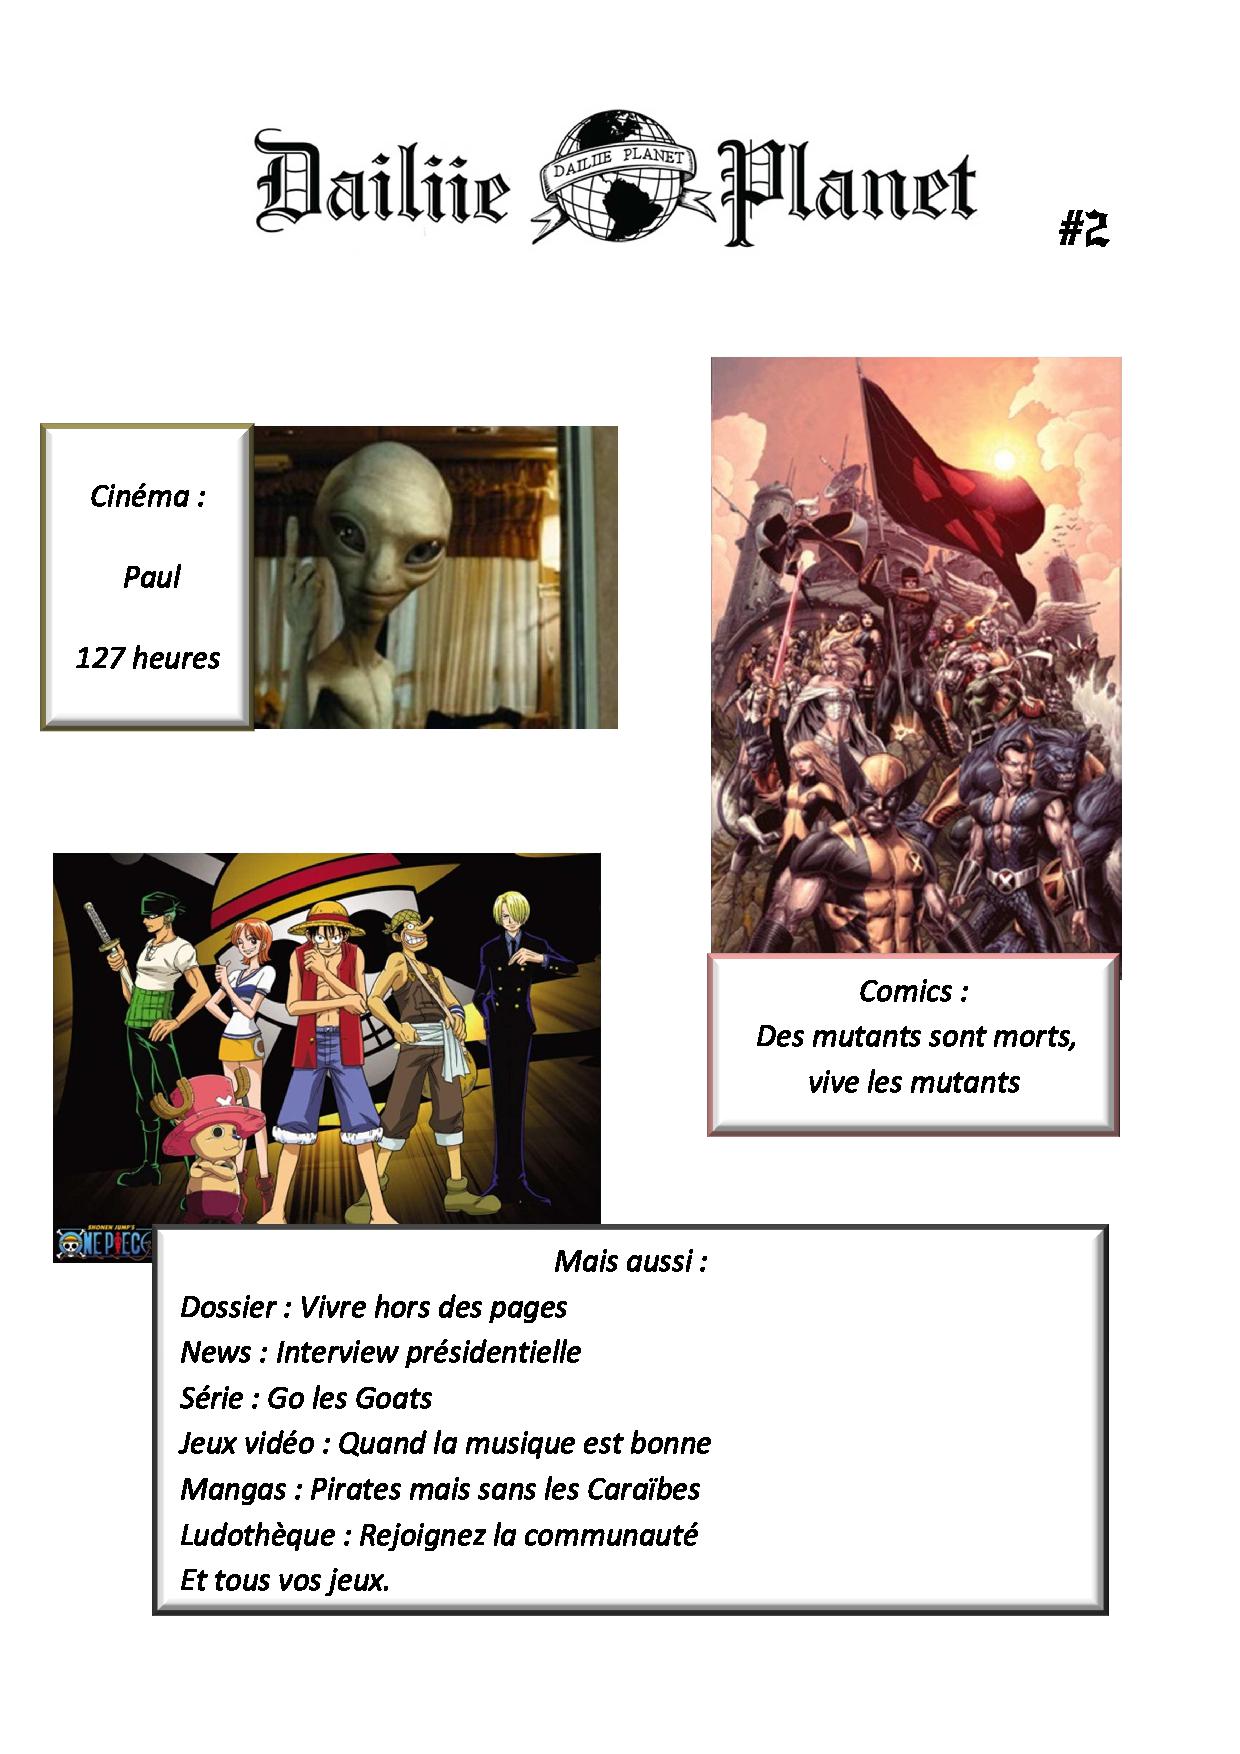 Dailiie Planet
DAILIIE PLANET
#2
Cinéma :
Paul
127 heures
Comics :
Des mutants sont morts,
vive les mutants
SHONEN JUMP'S
ONE PIECE
Mais aussi :
Dossier : Vivre hors des pages
News : Interview présidentielle
Série : Go les Goats
Jeux vidéo : Quand la musique est bonne
Mangas : Pirates mais sans les Caraïbes
Ludothèque : Rejoignez la communauté
Et tous vos jeux.